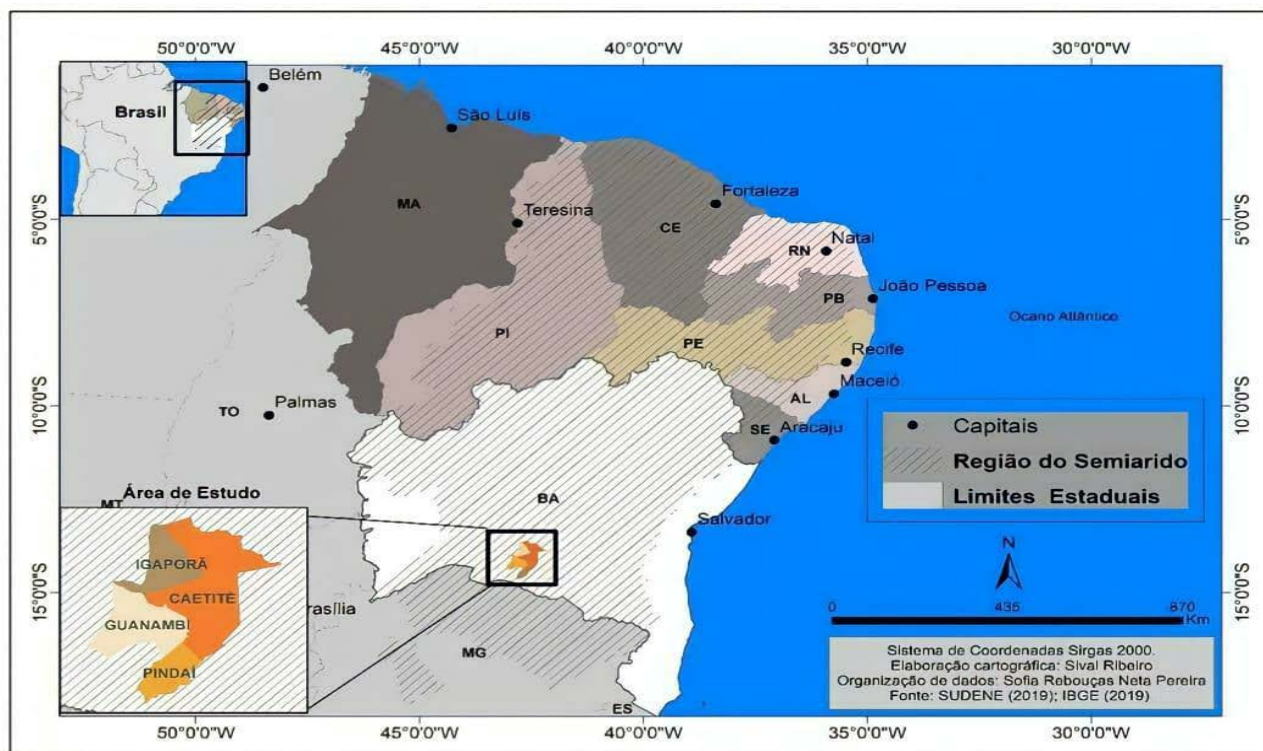 50°0'0"W 45°0'0"W 40°0'0"W 35°0'0"W 30°0'0"W
Belém
Brasil
São Luís
Fortaleza
5°0'0"S
5°0'0"S
MA
Teresina
CE
RN
Natal
PB
João Pessoa
Ocano Atlântico
PI
PE
Recife
Maceió
AL
10°0'0"S
10°0'0"S
TO
Palmas
SE
Aracaju
Capitais
Região do Semiarido
Limites Estaduais
Área de Estudo
MT
BA
Salvador
IGAPORÃ
CAETITÉ
GUANAMBI
PINDAÍ
N
15°0'0"S
15°0'0"S
rasília
0 435 870
Km
MG
ES
Sistema de Coordenadas Sirgas 2000.
Elaboração cartográfica: Sival Ribeiro
Organização de dados: Sofia Rebouças Neta Pereira
Fonte: SUDENE (2019); IBGE (2019)
50°0'0"W 45°0'0"W 40°0'0"W 35°0'0"W 30°0'0"W